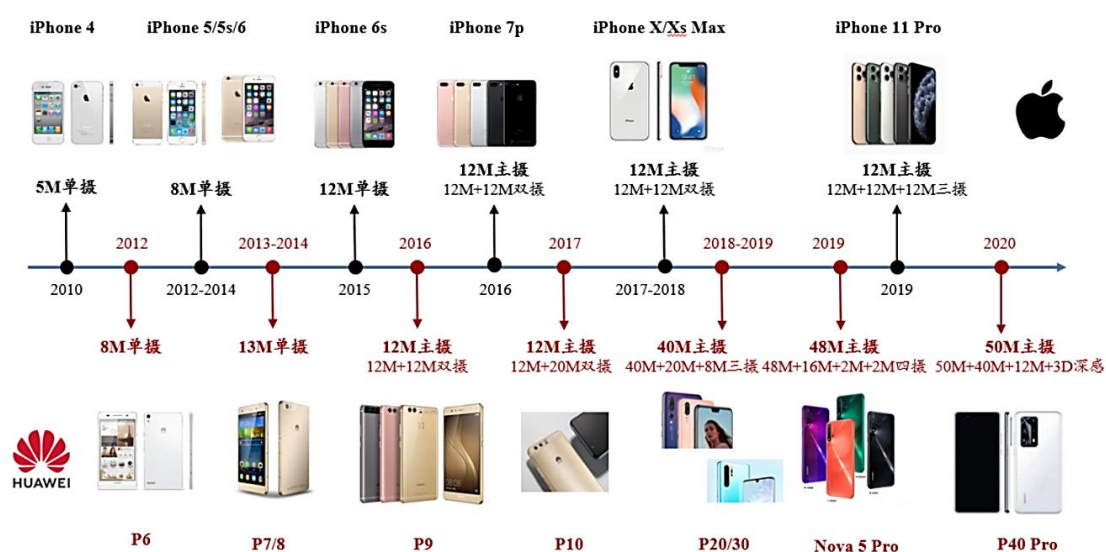 iPhone 4
iPhone 5/5s/6
iPhone 6s
iPhone 7p
iPhone X/Xs Max
iPhone 11 Pro
5M单摄
8M单摄
12M单摄
12M主摄
12M+12M双摄
12M主摄
12M+12M双摄
12M主摄
12M+12M+12M三摄
2012
2013-2014
2016
2017
2018-2019
2019
2020
2010
2012-2014
2015
2016
2017-2018
2019
8M单摄
13M单摄
12M主摄
12M+12M双摄
12M主摄
12M+20M双摄
40M主摄
40M+20M+8M三摄
48M主摄
48M+16M+2M+2M四摄
50M主摄
50M+40M+12M+3D深感
HUAWEI
P6
P7/8
P9
P10
P20/30
Nova 5 Pro
P40 Pro